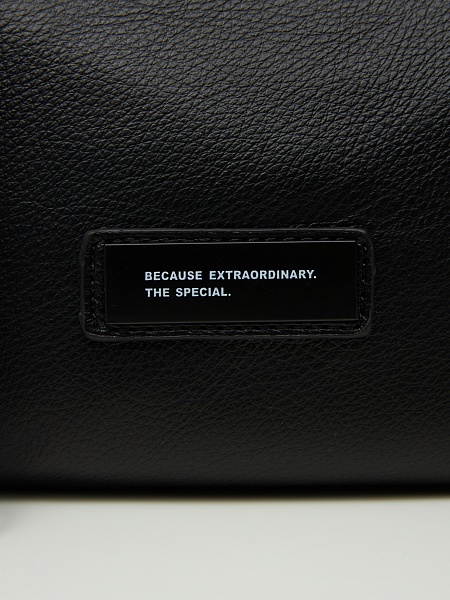 BECAUSE EXTRAORDINARY.
THE SPECIAL.